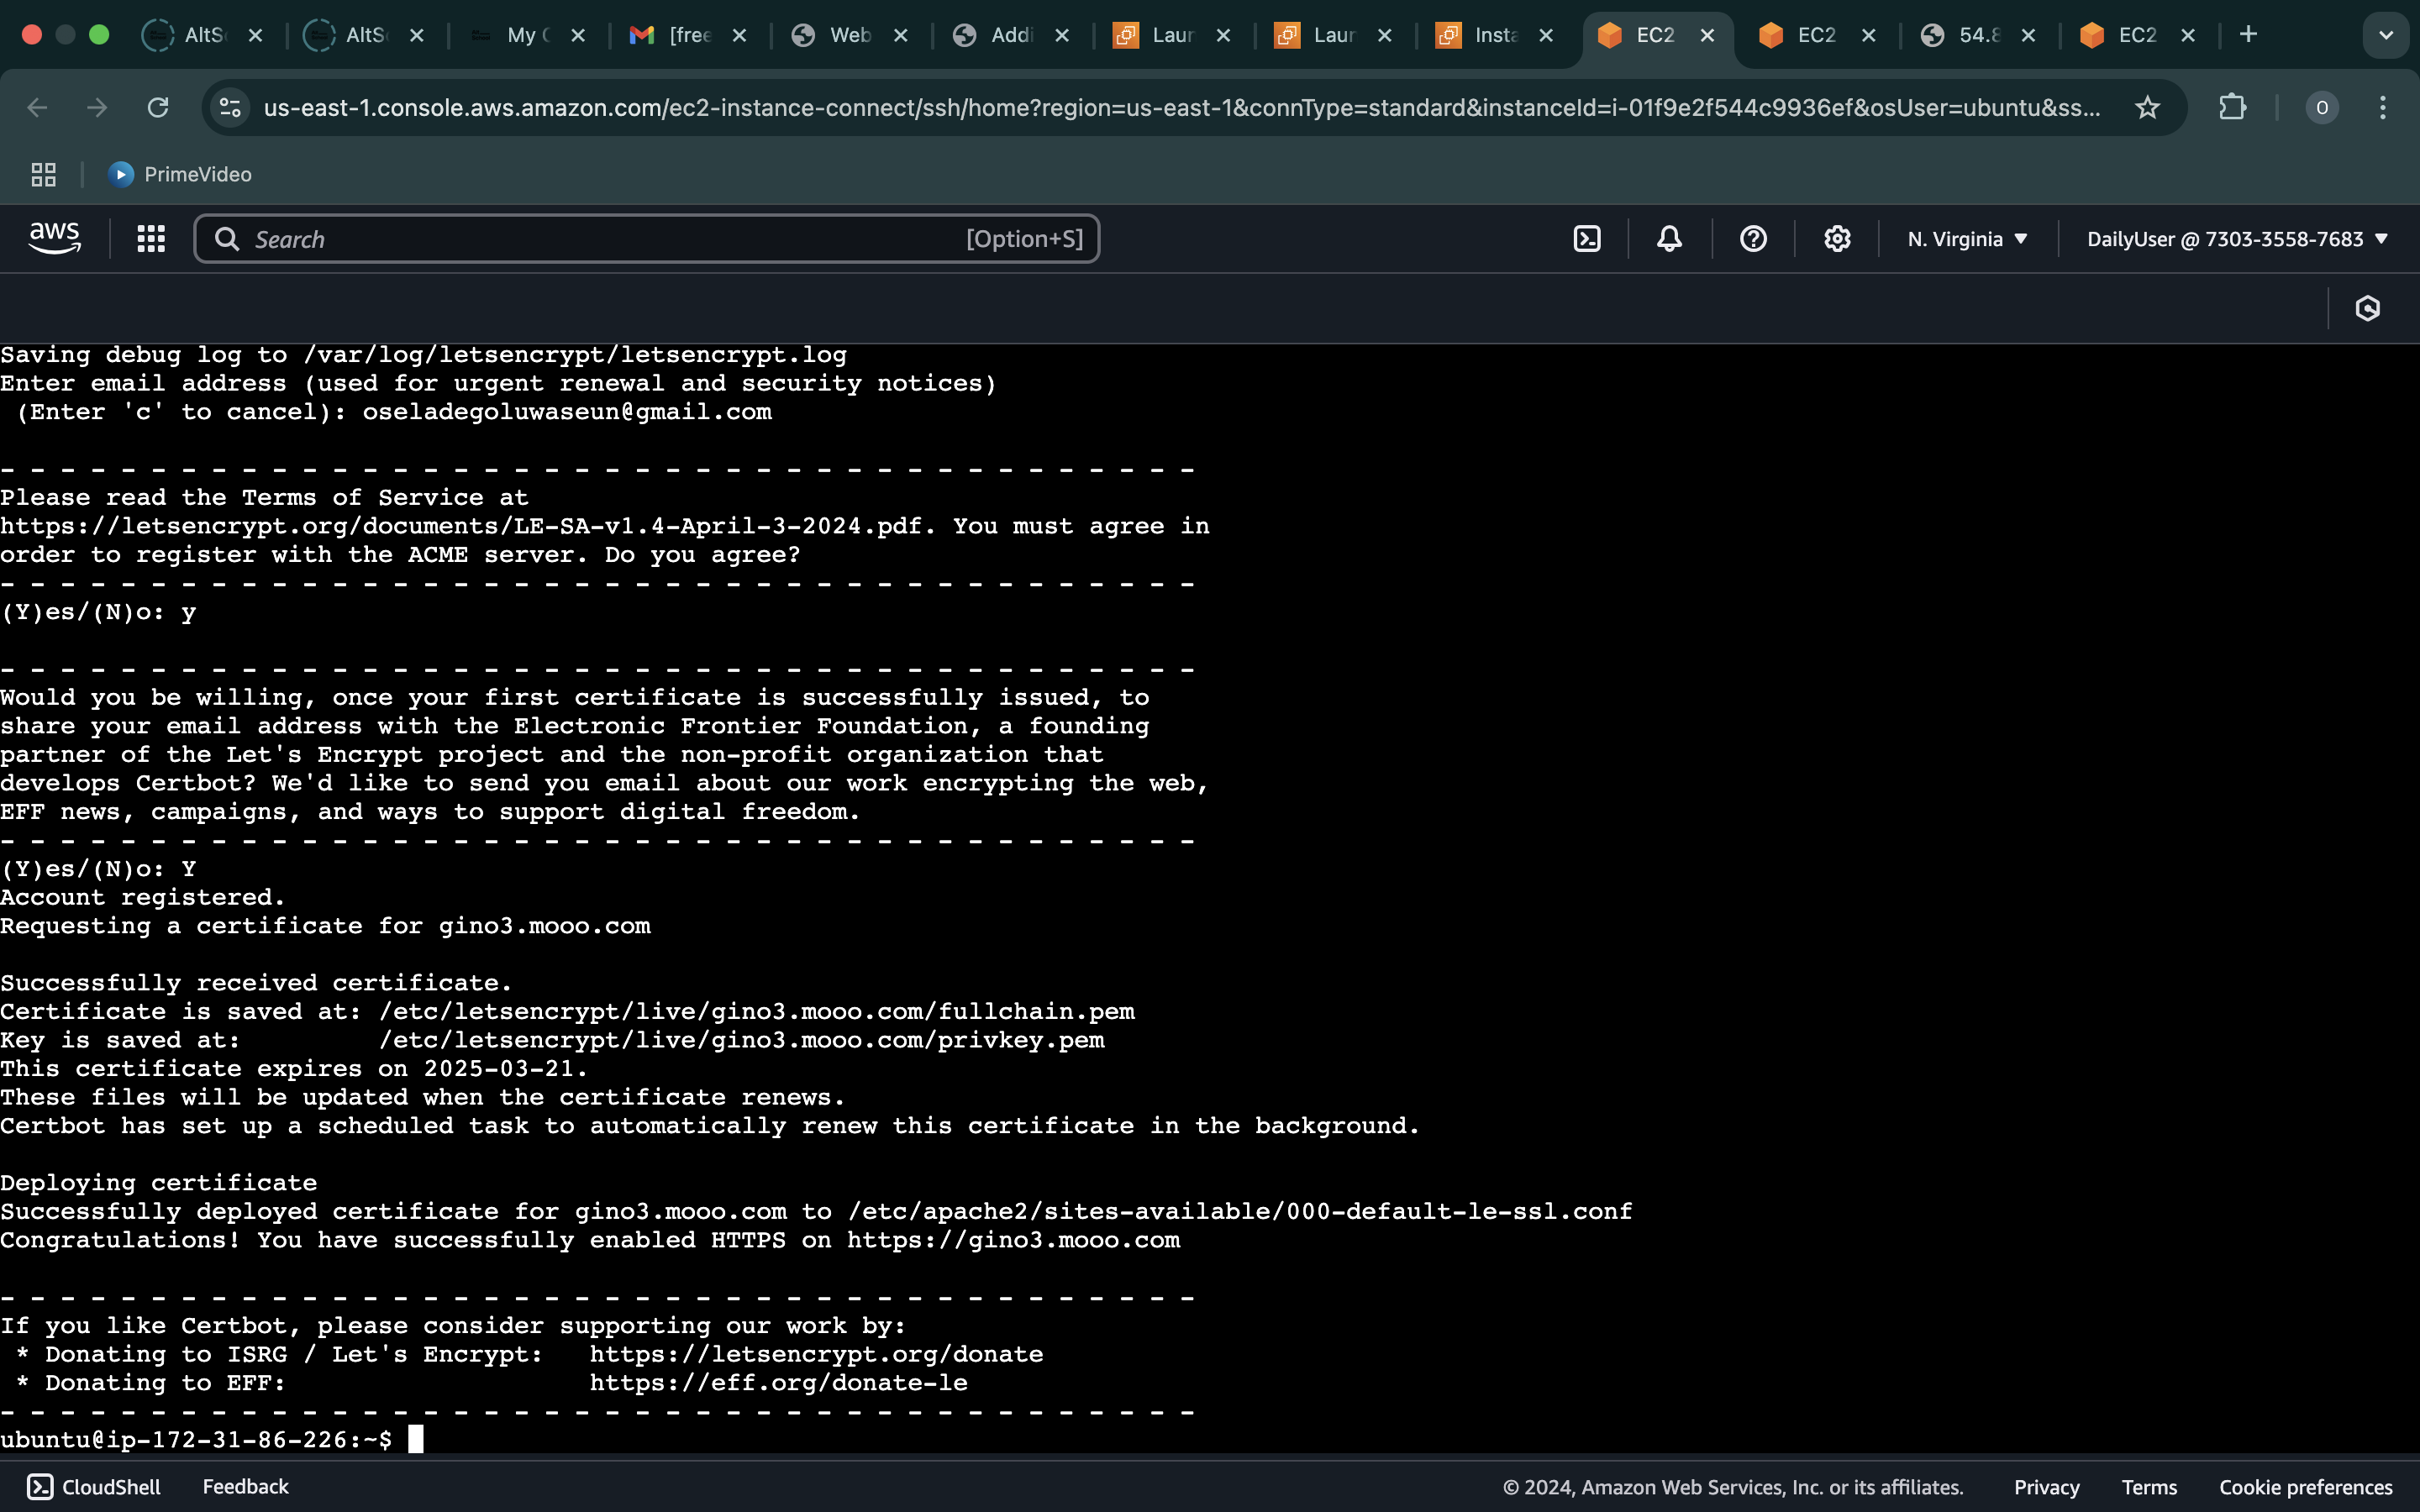 AltS
AltS
My
[free
Web
Addi
Laun
Laun
Insta
EC2
EC2
54.8
EC2
us-east-1.console.aws.amazon.com/ec2-instance-connect/ssh/home?region=us-east-1&connType=standard&instanceId=i-01f9e2f544c9936ef&osUser=ubuntu&ss...
O
PrimeVideo
aws
Search
[Option+S]
N. Virginia
DailyUser @ 7303-3558-7683
Saving debug log to /var/log/letsencrypt/letsencrypt.log
Enter email address (used for urgent renewal and security notices)
(Enter 'c' to cancel): oseladegoluwaseun@gmail.com
- - - - - - - - - - - - - - - - - - - - - - - - - - - - - - - - - - - - - - - -
Please read the Terms of Service at
https://letsencrypt.org/documents/LE-SA-v1.4-April-3-2024.pdf. You must agree in
order to register with the ACME server. Do you agree?
- - - - - - - - - - - - - - - - - - - - - - - - - - - - - - - - - - - - - - - -
(Y)es/(N)o: y
- - - - - - - - - - - - - - - - - - - - - - - - - - - - - - - - - - - - - - - -
Would you be willing, once your first certificate is successfully issued, to
share your email address with the Electronic Frontier Foundation, a founding
partner of the Let's Encrypt project and the non-profit organization that
develops Certbot? We'd like to send you email about our work encrypting the web,
EFF news, campaigns, and ways to support digital freedom.
- - - - - - - - - - - - - - - - - - - - - - - - - - - - - - - - - - - - - - - -
(Y)es/(N)o: Y
Account registered.
Requesting a certificate for gino3.mooo.com
Successfully received certificate.
Certificate is saved at: /etc/letsencrypt/live/gino3.mooo.com/fullchain.pem
Key is saved at:         /etc/letsencrypt/live/gino3.mooo.com/privkey.pem
This certificate expires on 2025-03-21.
These files will be updated when the certificate renews.
Certbot has set up a scheduled task to automatically renew this certificate in the background.
Deploying certificate
Successfully deployed certificate for gino3.mooo.com to /etc/apache2/sites-available/000-default-le-ssl.conf
Congratulations! You have successfully enabled HTTPS on https://gino3.mooo.com
- - - - - - - - - - - - - - - - - - - - - - - - - - - - - - - - - - - - - - - -
If you like Certbot, please consider supporting our work by:
* Donating to ISRG / Let's Encrypt:   https://letsencrypt.org/donate
* Donating to EFF:                    https://eff.org/donate-le
- - - - - - - - - - - - - - - - - - - - - - - - - - - - - - - - - - - - - - - -
ubuntu@ip-172-31-86-226:~$
CloudShell
Feedback
© 2024, Amazon Web Services, Inc. or its affiliates.
Privacy
Terms
Cookie preferences